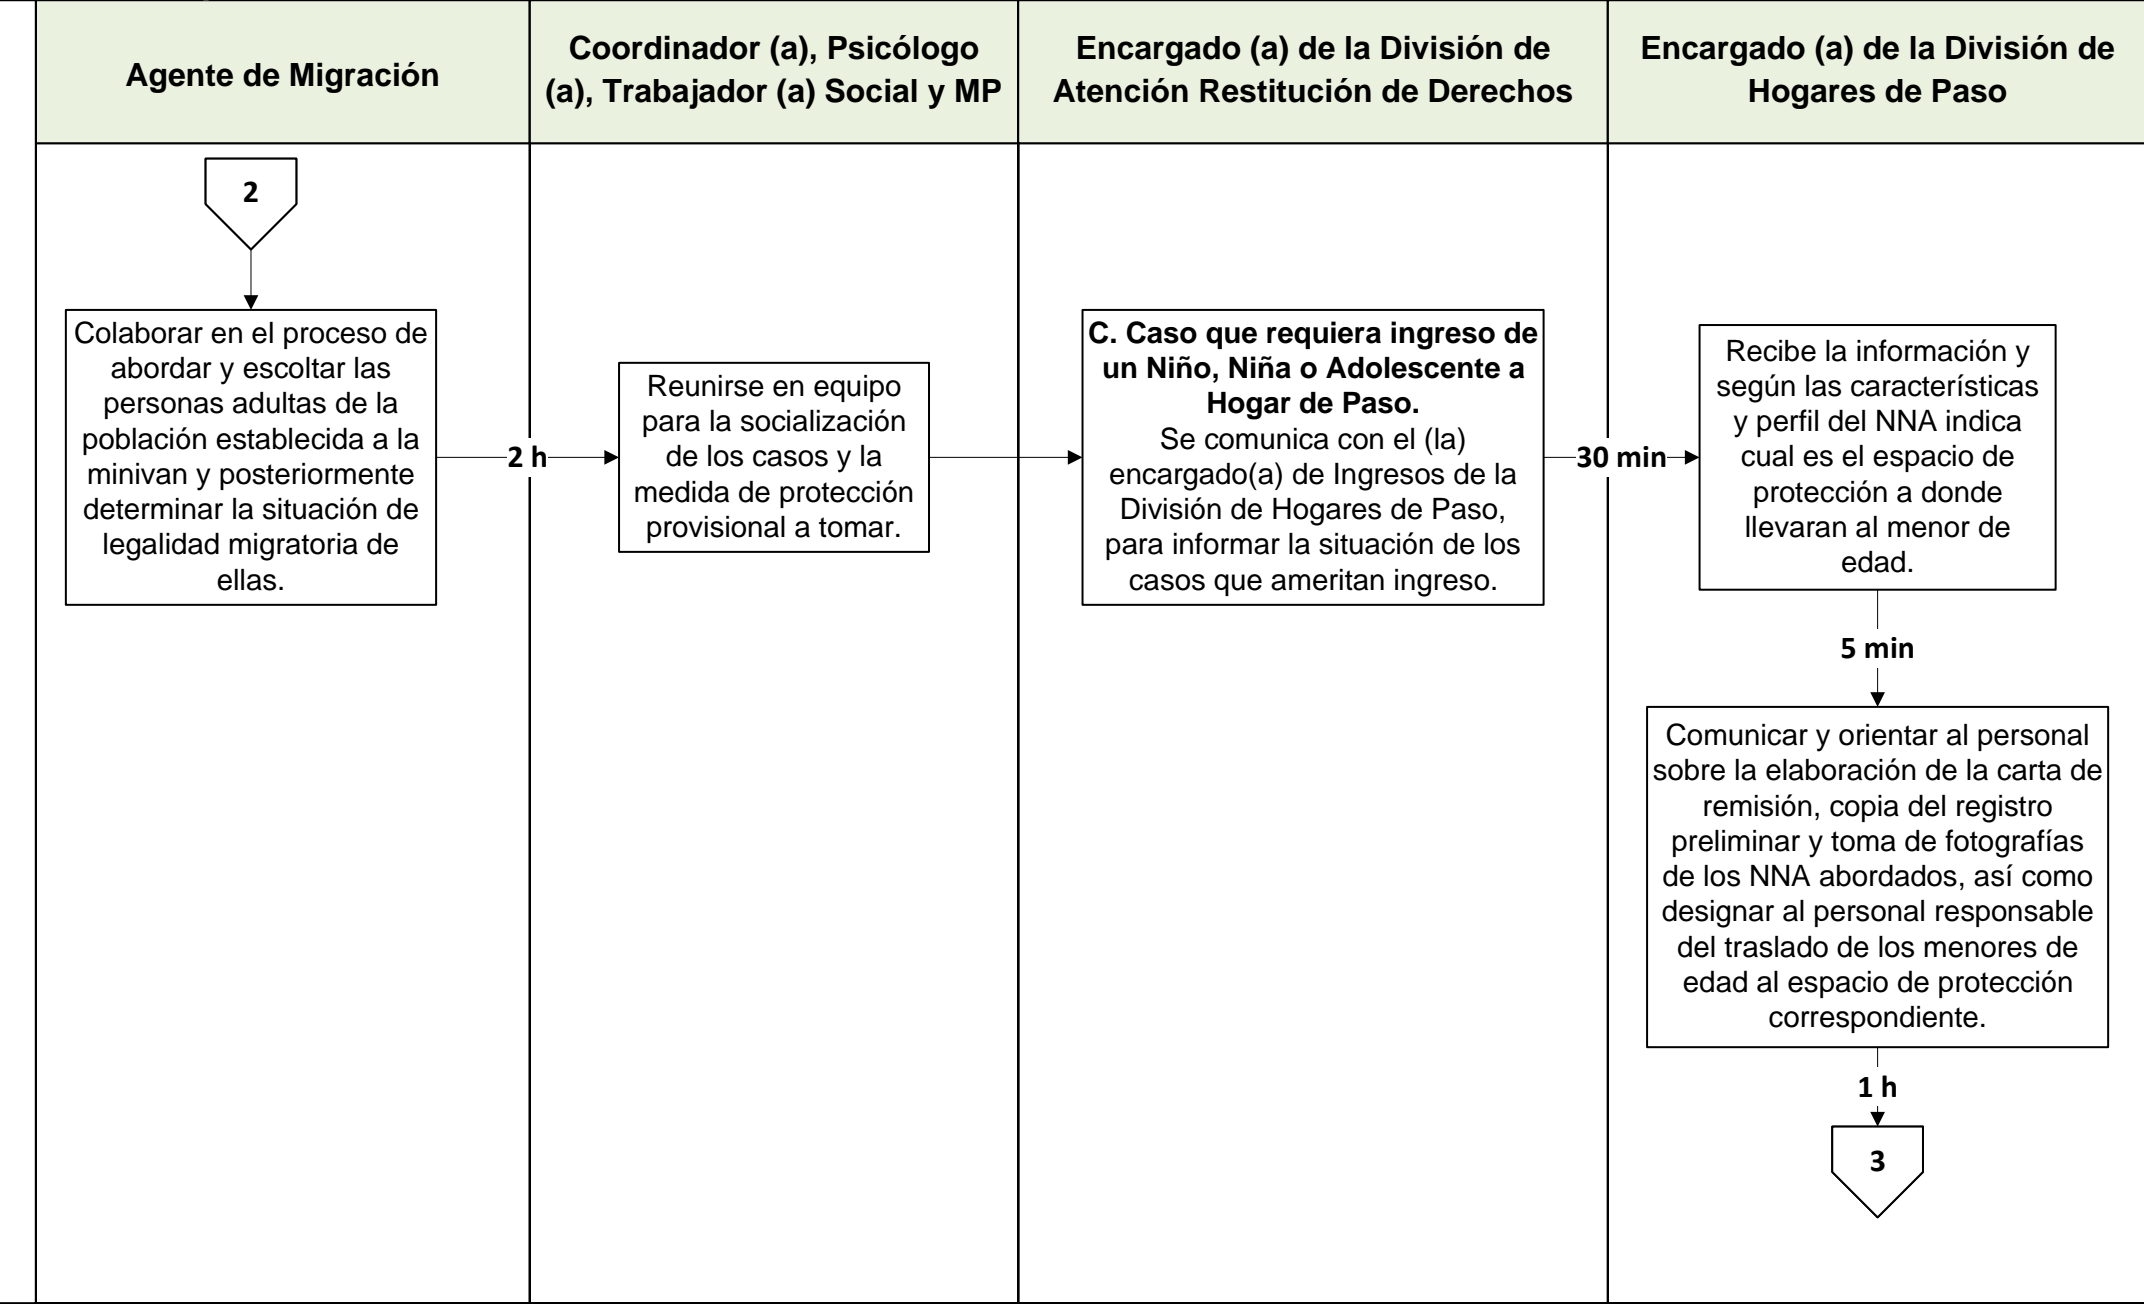 Agente de Migración
Coordinador (a), Psicólogo
(a), Trabajador (a) Social y MP
Encargado (a) de la División de
Atención Restitución de Derechos
Encargado (a) de la División de
Hogares de Paso
2
Colaborar en el proceso de
abordar y escoltar las
personas adultas de la
población establecida a la
minivan y posteriormente
determinar la situación de
legalidad migratoria de
ellas.
2 h
Reunirse en equipo
para la socialización
de los casos y la
medida de protección
provisional a tomar.
C. Caso que requiera ingreso de
un Niño, Niña o Adolescente a
Hogar de Paso.
Se comunica con el (la)
encargado(a) de Ingresos de la
División de Hogares de Paso,
para informar la situación de los
casos que ameritan ingreso.
30 min
Recibe la información y
según las características
y perfil del NNA indica
cual es el espacio de
protección a donde
llevaran al menor de
edad.
5 min
Comunicar y orientar al personal
sobre la elaboración de la carta de
remisión, copia del registro
preliminar y toma de fotografías
de los NNA abordados, así como
designar al personal responsable
del traslado de los menores de
edad al espacio de protección
correspondiente.
1 h
3